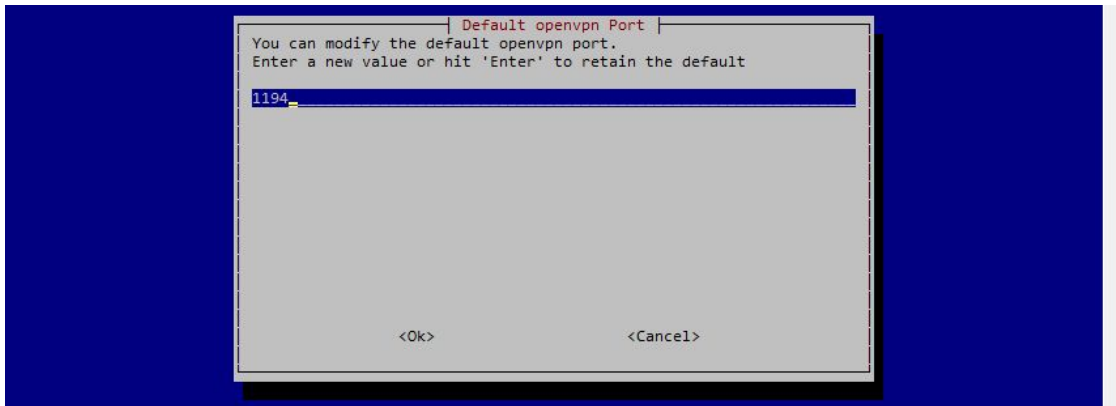 Default openvpn Port
You can modify the default openvpn port.
Enter a new value or hit 'Enter' to retain the default
1194
<Ok> <Cancel>